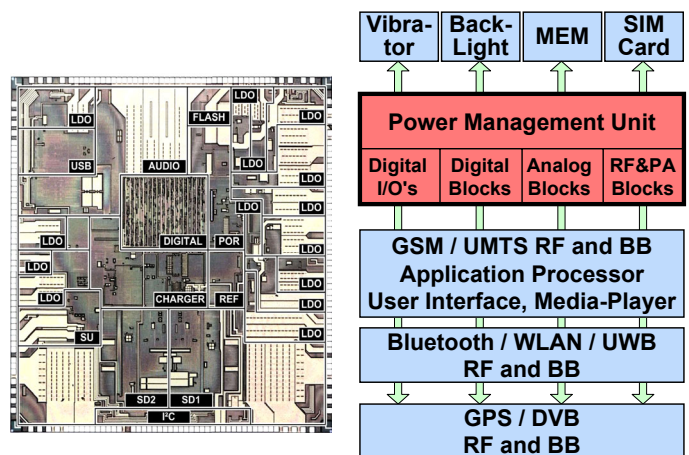 LDO
LDO
FLASH
LDO
LDO
USB
AUDIO
LDO
LDO
LDO
LDO
LDO
DIGITAL
POR
LDO
LDO
LDO
LDO
LDO
CHARGER
REF
LDO
SU
LDO
SD2
SD1
I²C
Vibra-
tor
Back-
Light
MEM
SIM
Card
Power Management Unit
Digital
I/O's
Digital
Blocks
Analog
Blocks
RF&PA
Blocks
GSM / UMTS RF and BB
Application Processor
User Interface, Media-Player
Bluetooth / WLAN / UWB
RF and BB
GPS / DVB
RF and BB